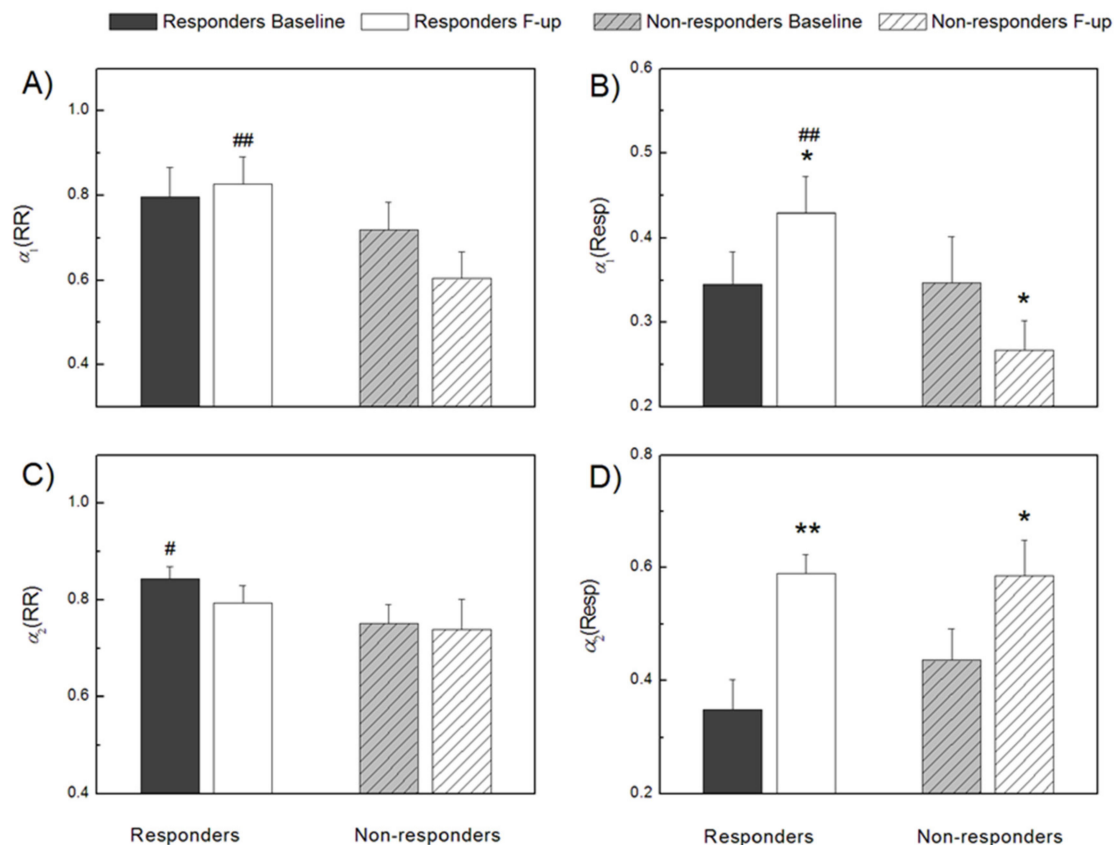 Responders Baseline Responders F-up Non-responders Baseline Non-responders F-up
A)
1.0
0.8
0.6
0.4
α₁(RR)
##
B)
0.6
0.5
0.4
0.3
0.2
α₁(Resp)
##
*
*
C)
1.0
0.8
0.6
0.4
α₂(RR)
#
Responders Non-responders
D)
0.8
0.6
0.4
0.2
α₂(Resp)
**
*
Responders Non-responders